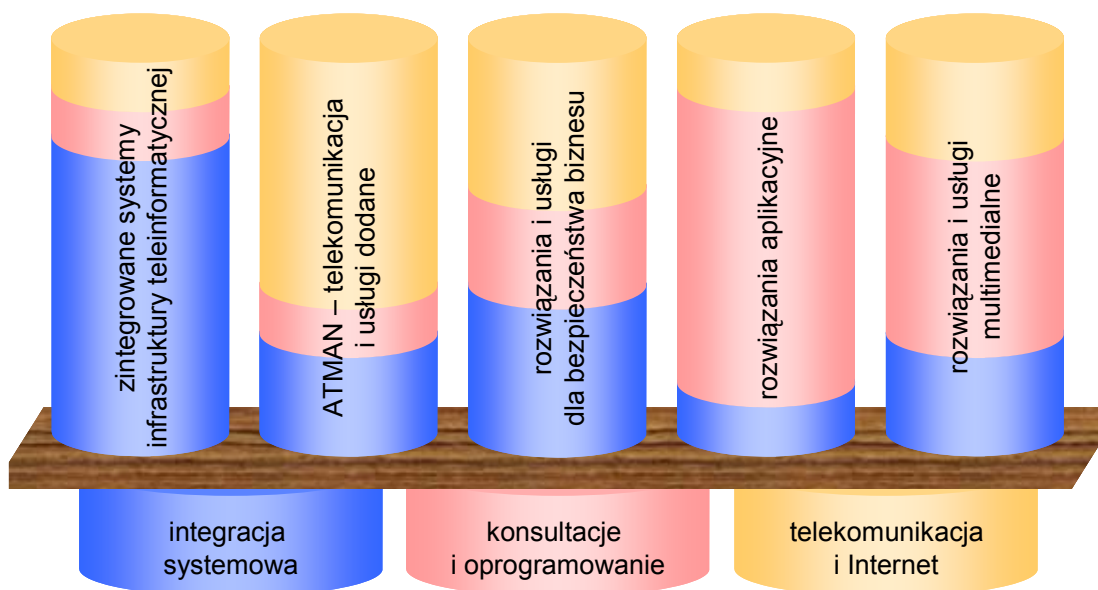 zintegrowane systemy
infrastruktury teleinformatycznej
ATMAN – telekomunikacja
i usługi dodane
rozwiązania i usługi
dla bezpieczeństwa biznesu
rozwiązania aplikacyjne
rozwiązania i usługi
multimedialne
integracja
systemowa
konsultacje
i oprogramowanie
telekomunikacja
i Internet